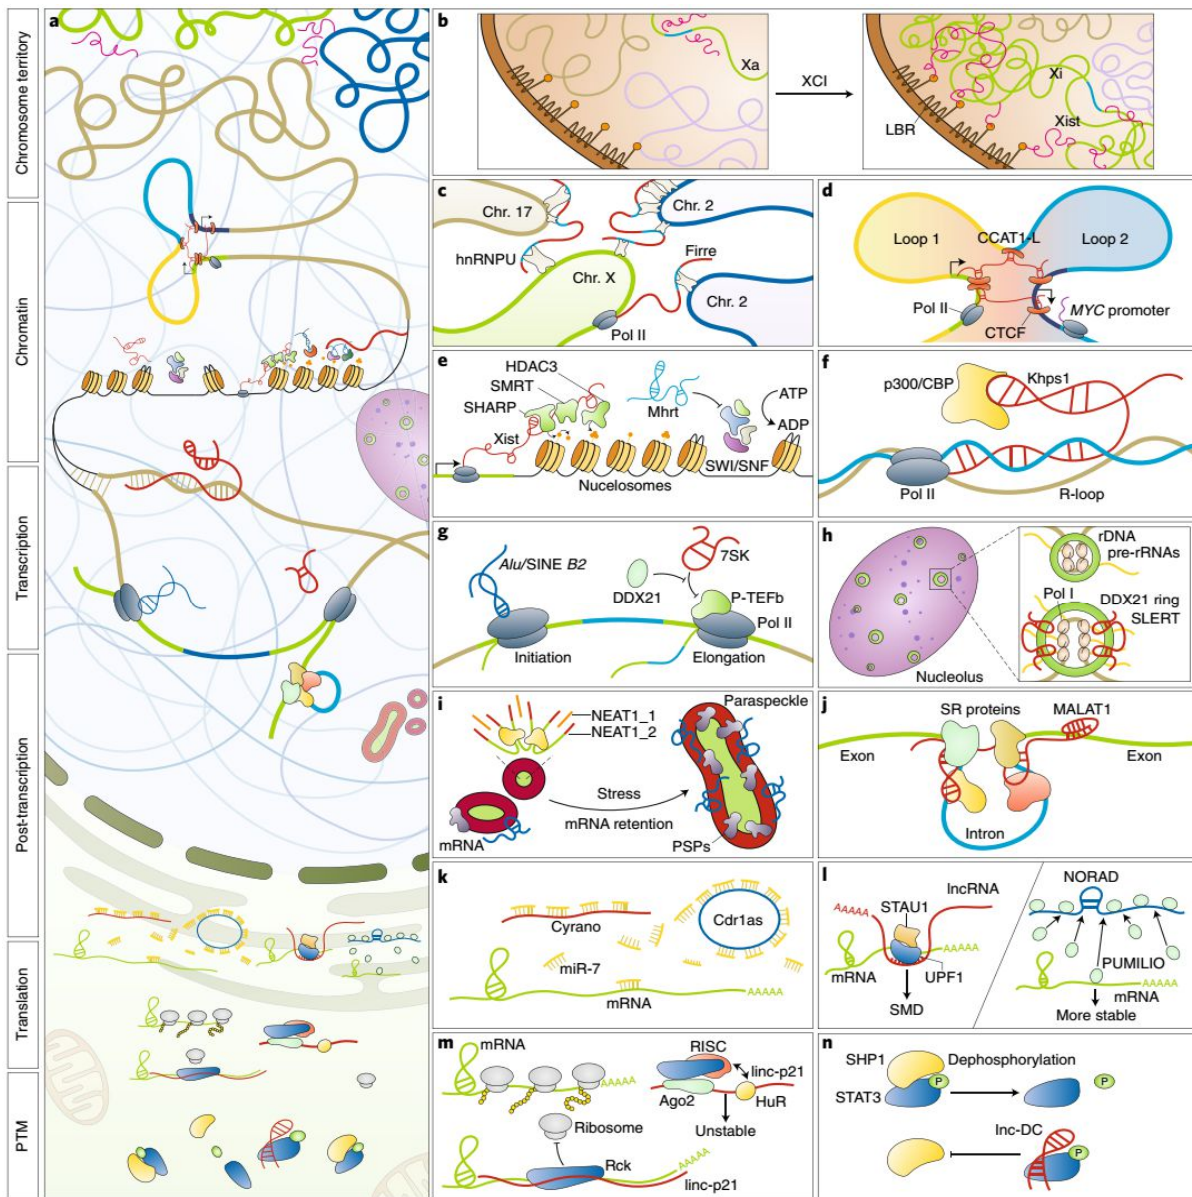 Chromosome territory
Chromatin
Transcription
Post-transcription
Translation
PTM
a
b
Xa
XCI
LBR
Xi
Xist
c
Chr. 17
Chr. 2
hnRNPU
Firre
Chr. X
Chr. 2
Pol II
d
Loop 1
CCAT1-L
Loop 2
Pol II
CTCF
MYC promoter
e
HDAC3
SMRT
SHARP
Xist
Mhrt
ATP
ADP
SWI/SNF
Nucelosomes
f
p300/CBP
Khps1
Pol II
R-loop
g
Alu/SINE B2
7SK
DDX21
P-TEFb
Pol II
Initiation
Elongation
h
rDNA
pre-rRNAs
Pol I
DDX21 ring
SLERT
Nucleolus
i
NEAT1_1
NEAT1_2
Paraspeckle
Stress
mRNA retention
mRNA
PSPs
j
SR proteins
MALAT1
Exon
Exon
Intron
k
Cyrano
Cdr1as
miR-7
mRNA
AAAAA
l
AAAAA
STAU1
lncRNA
AAAAA
mRNA
UPF1
SMD
NORAD
PUMILIO
AAAAA
mRNA
More stable
m
mRNA
AAAAA
RISC
linc-p21
Ago2
HuR
Unstable
Ribosome
Rck
AAAAA
linc-p21
n
SHP1
Dephosphorylation
P
P
STAT3
lnc-DC
P